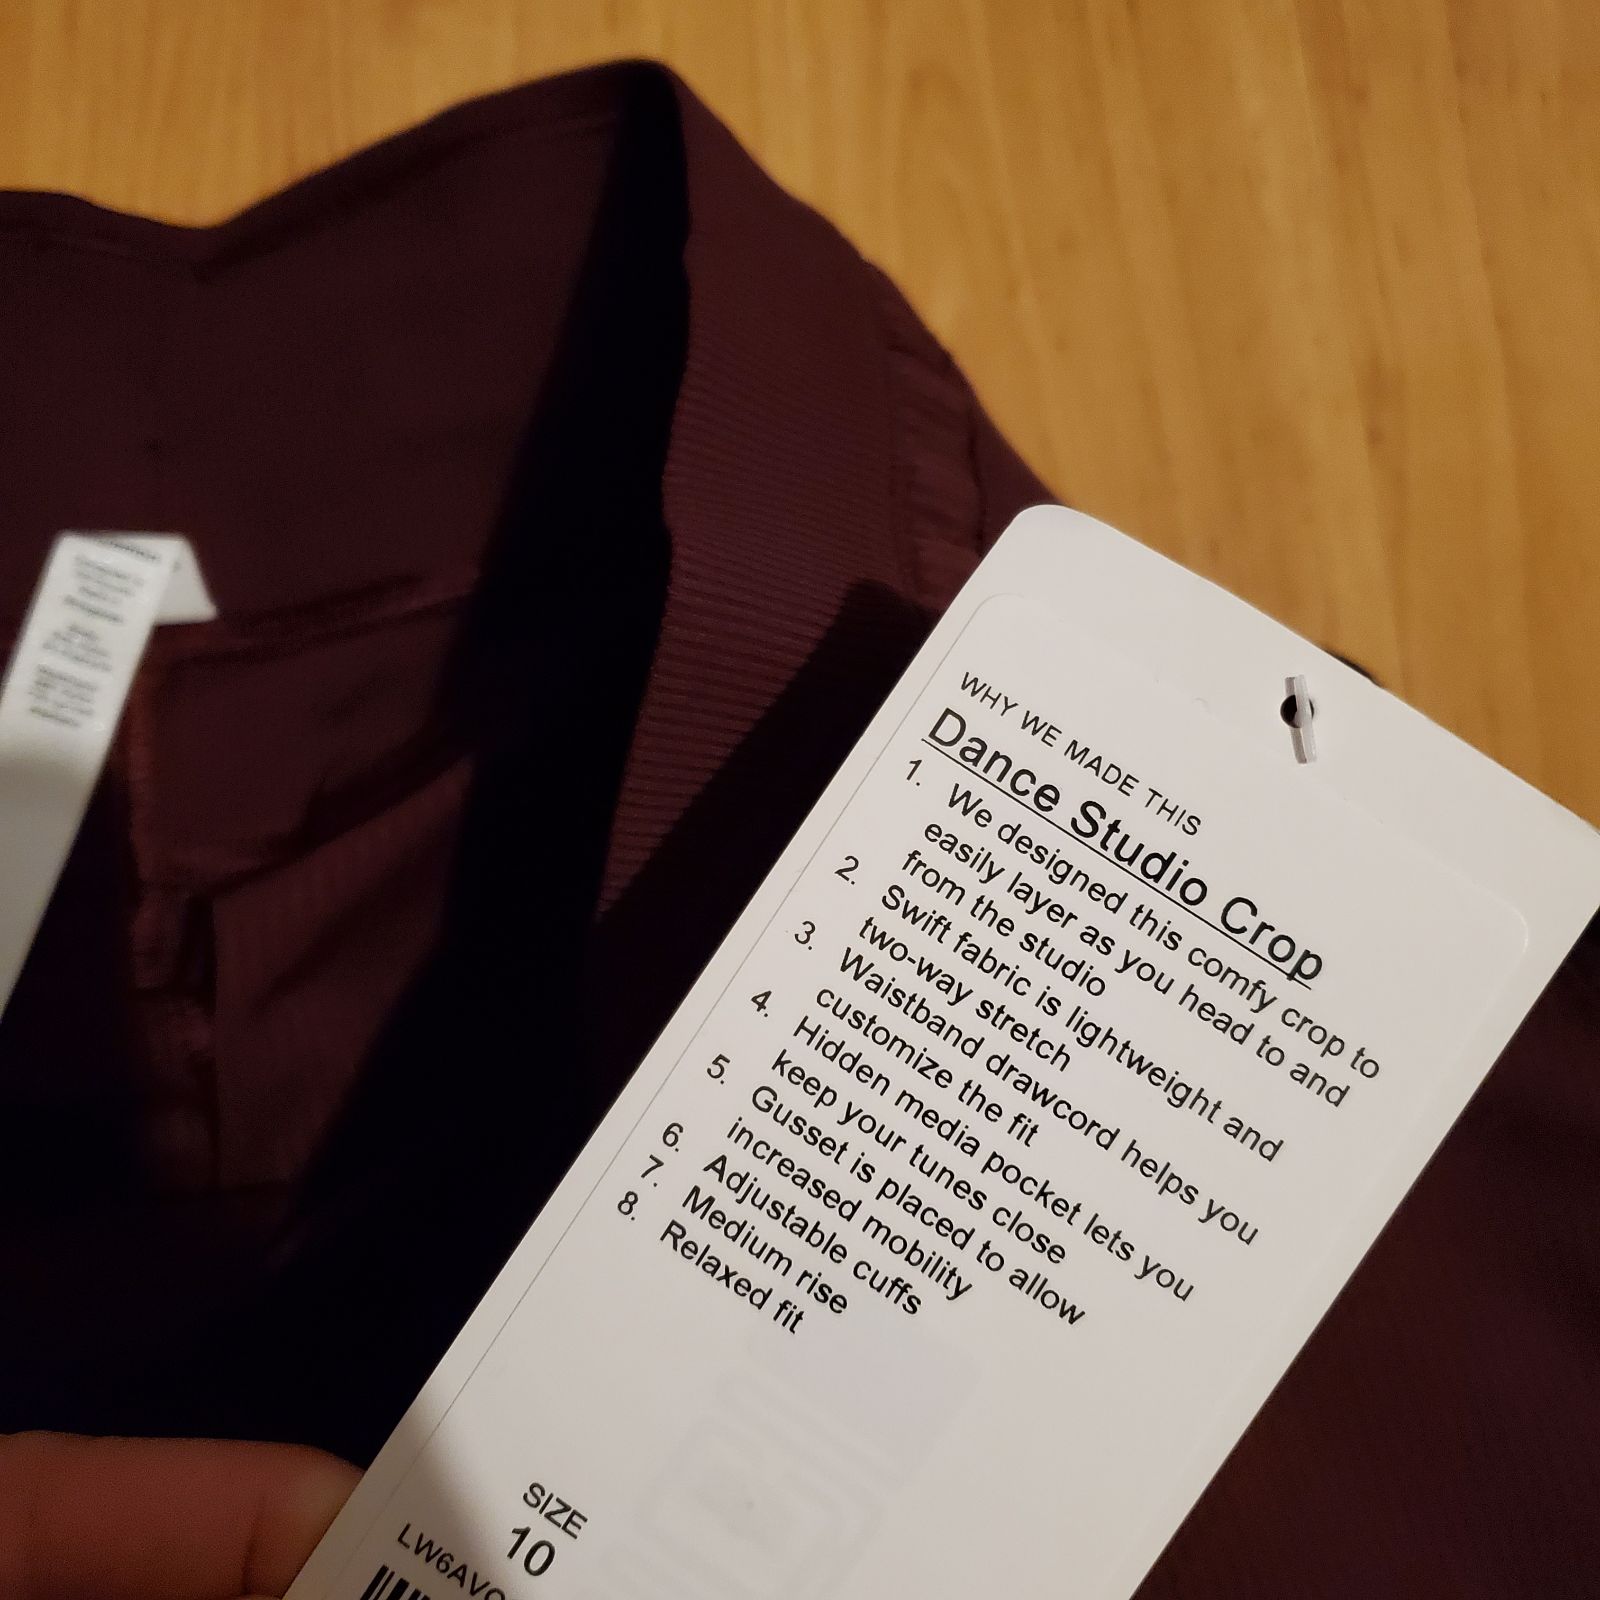 WHY WE MADE THIS
Dance Studio Crop
1. We designed this comfy crop to
easily layer as you head to and
from the studio
2. Swift fabric is lightweight and
two-way stretch
3. Waistband drawcord helps you
customize the fit
4. Hidden media pocket lets you
keep your tunes close
5. Gusset is placed to allow
increased mobility
6. Adjustable cuffs
7. Medium rise
8. Relaxed fit
SIZE
10